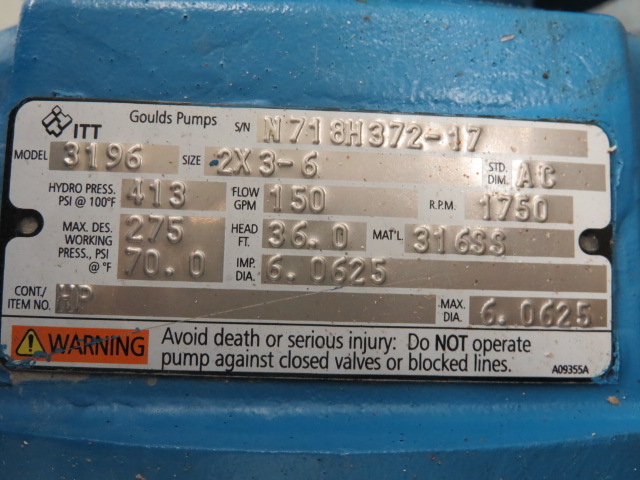 ITT Goulds Pumps S/N N718H372-17
MODEL 3196 SIZE 2X3-6 STD. DIM. AC
HYDRO PRESS. PSI @ 100°F 413 FLOW GPM 150 R.P.M. 1750
MAX. DES. WORKING PRESS., PSI @ °F 275 70.0 HEAD FT. 36.0 MAT'L. 316SS
IMP. DIA. 6.0625
CONT./ ITEM NO. HP MAX. DIA. 6.0625
WARNING Avoid death or serious injury: Do NOT operate
pump against closed valves or blocked lines. A09355A